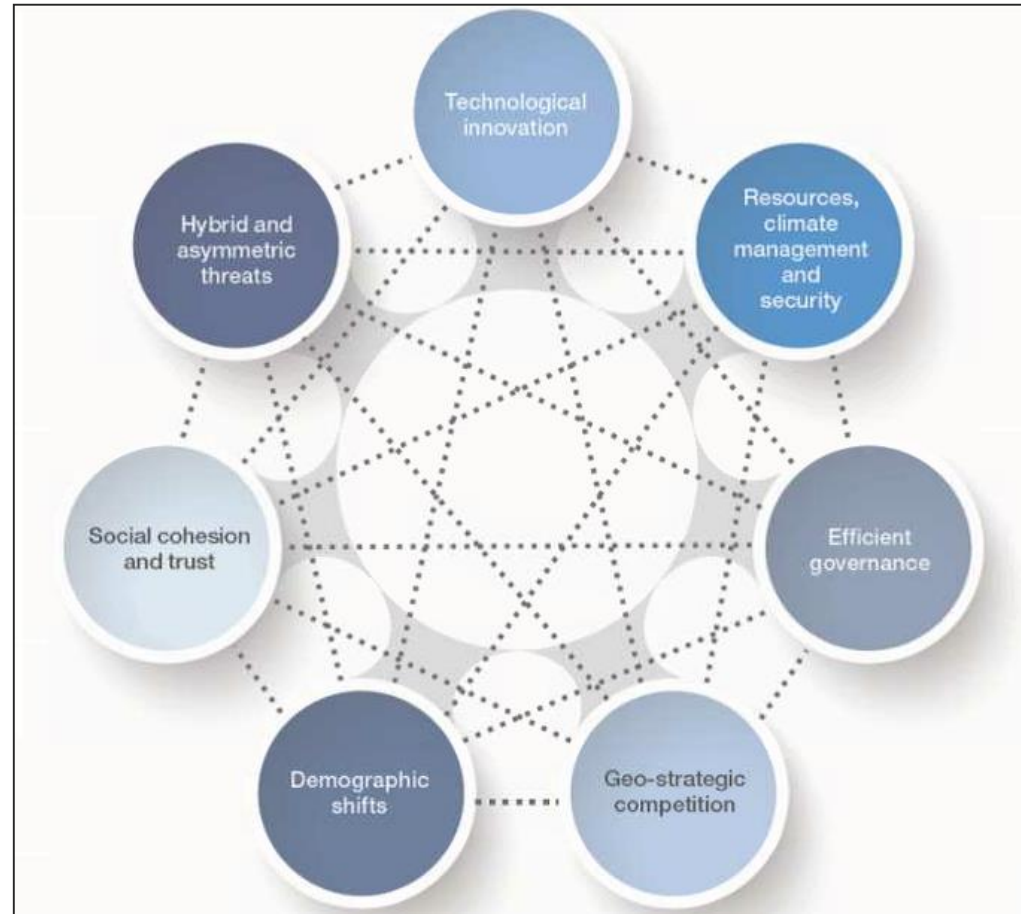 Technological
innovation
Resources,
climate
management
and
security
Efficient
governance
Geo-strategic
competition
Demographic
shifts
Social cohesion
and trust
Hybrid and
asymmetric
threats